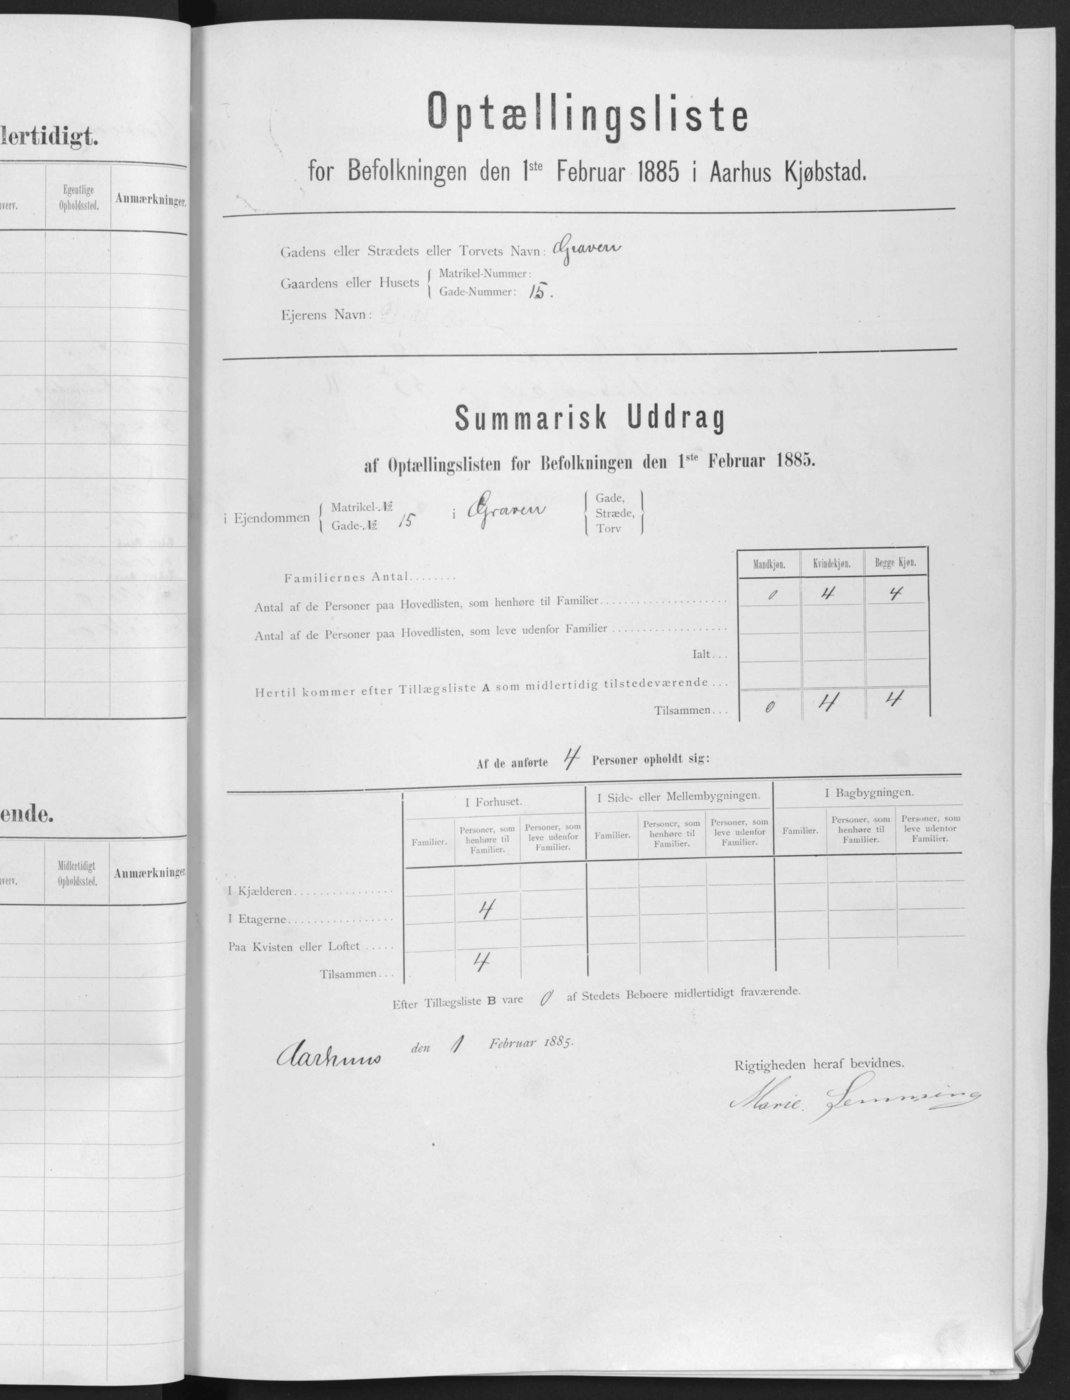 lertidigt.
verv.
Egentlige
Opholdssted.
Anmærkninger.
ende.
verv.
Midlertidigt
Opholdssted.
Anmærkninger
Optællingsliste
for Befolkningen den 1ste Februar 1885 i Aarhus Kjøbstad.
Gadens eller Strædets eller Torvets Navn: Graven
Gaardens eller Husets { Matrikel-Nummer:
Gade-Nummer: 15.
Ejerens Navn:
Summarisk Uddrag
af Optællingslisten for Befolkningen den 1ste Februar 1885.
i Ejendommen { Matrikel-№
Gade-№ 15 i Graven { Gade, Stræde, Torv }
Mandkjøn. Kvindekjøn. Begge Kjøn.
Familiernes Antal.......
Antal af de Personer paa Hovedlisten, som henhøre til Familier..... 0 4 4
Antal af de Personer paa Hovedlisten, som leve udenfor Familier.....
Ialt...
Hertil kommer efter Tillægsliste A som midlertidig tilstedeværende...
Tilsammen... 0 4 4
Af de anførte 4 Personer opholdt sig:
I Forhuset. I Side- eller Mellembygningen. I Bagbygningen.
Familier. Personer, som henhøre til Familier. Personer, som leve udenfor Familier. Familier. Personer, som henhøre til Familier. Personer, som leve udenfor Familier. Familier. Personer, som henhøre til Familier. Personer, som leve udenfor Familier.
I Kjælderen.....
I Etagerne..... 4
Paa Kvisten eller Loftet.....
Tilsammen... 4
Efter Tillægsliste B vare 0 af Stedets Beboere midlertidigt fraværende.
Aarhuus den 1 Februar 1885.
Rigtigheden heraf bevidnes.
Marie Lemming